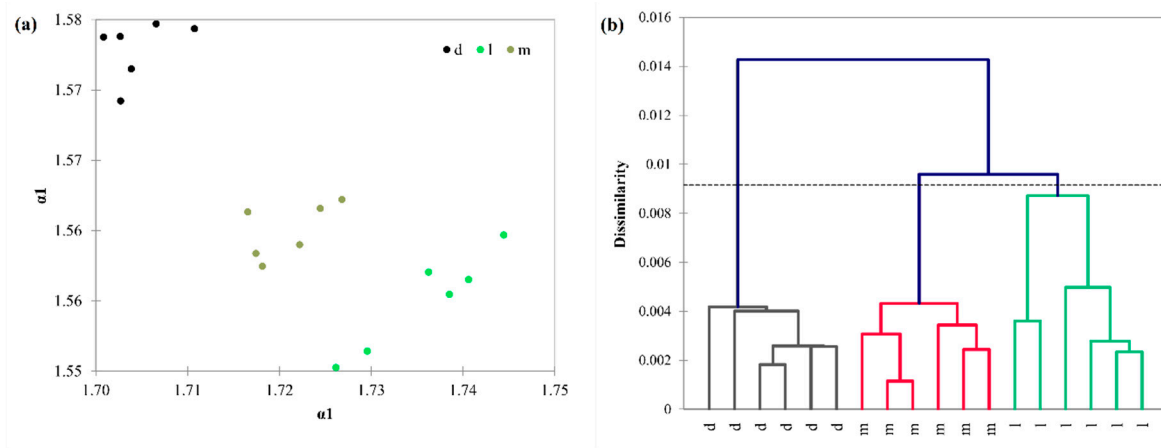 (a)
1.58
1.57
1.57
1.56
1.56
1.55
α1
d l m
1.70 1.71 1.72 1.73 1.74 1.75
α1
(b)
0.016
0.014
0.012
0.01
0.008
0.006
0.004
0.002
0
Dissimilarity
d d d d d d m m m m m m l l l l l l